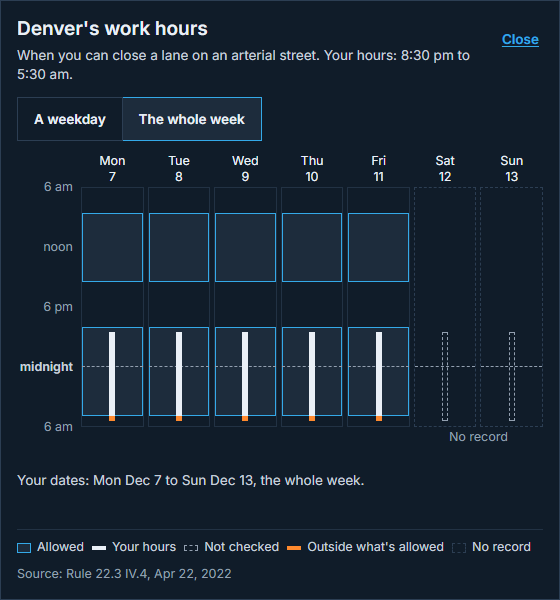 Denver's work hours
When you can close a lane on an arterial street. Your hours: 8:30 pm to
5:30 am.
Close
A weekday
The whole week
Mon Tue Wed Thu Fri Sat Sun
7 8 9 10 11 12 13
6 am
noon
6 pm
midnight
6 am
No record
Your dates: Mon Dec 7 to Sun Dec 13, the whole week.
Allowed Your hours Not checked Outside what's allowed No record
Source: Rule 22.3 IV.4, Apr 22, 2022